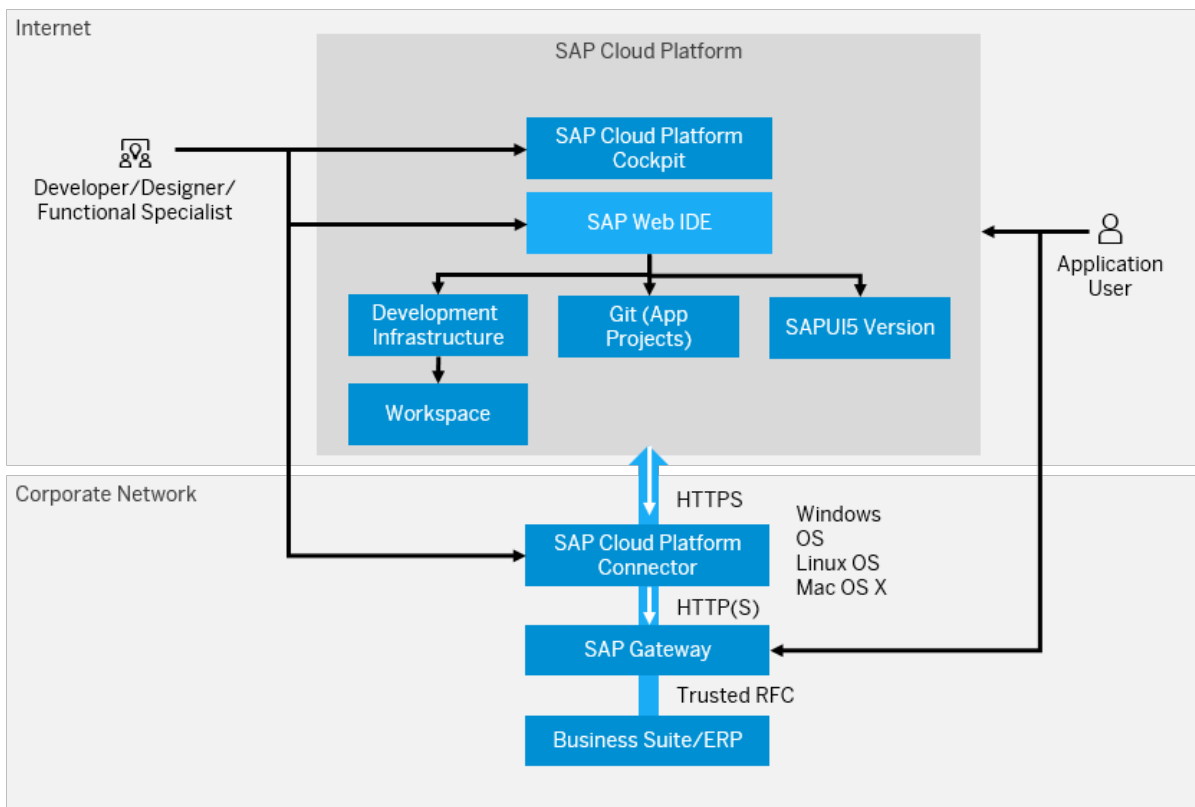 Internet
SAP Cloud Platform
SAP Cloud Platform
Cockpit
Developer/Designer/
Functional Specialist
SAP Web IDE
Application
User
Development
Infrastructure
Git (App
Projects)
SAPUI5 Version
Workspace
Corporate Network
HTTPS
Windows
OS
Linux OS
Mac OS X
SAP Cloud Platform
Connector
HTTP(S)
SAP Gateway
Trusted RFC
Business Suite/ERP